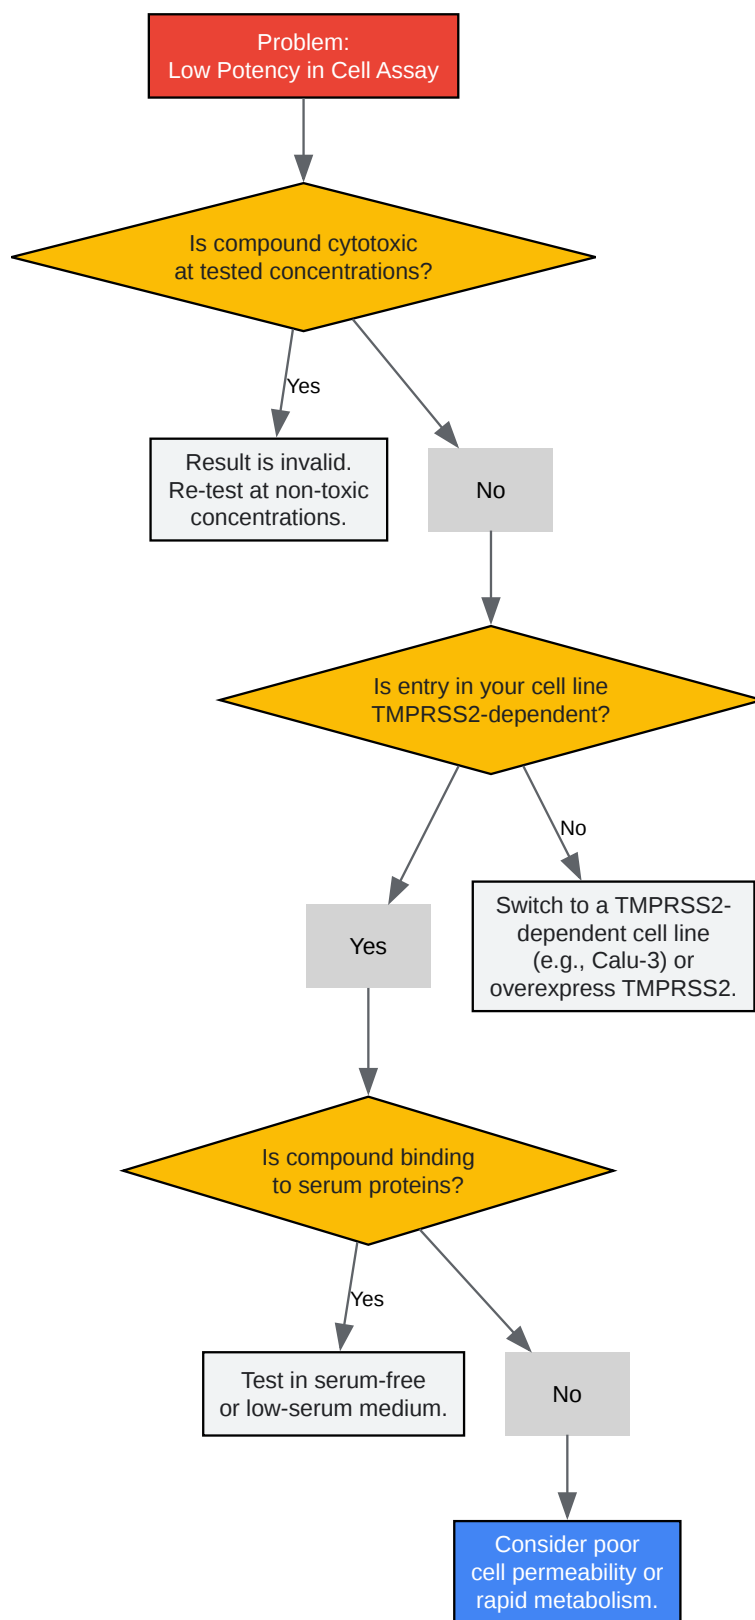 Problem:
Low Potency in Cell Assay
Is compound cytotoxic
at tested concentrations?
Yes
Result is invalid.
Re-test at non-toxic
concentrations.
No
Is entry in your cell line
TMPRSS2-dependent?
No
Yes
Switch to a TMPRSS2-
dependent cell line
(e.g., Calu-3) or
overexpress TMPRSS2.
Is compound binding
to serum proteins?
Yes
Test in serum-free
or low-serum medium.
No
Consider poor
cell permeability or
rapid metabolism.